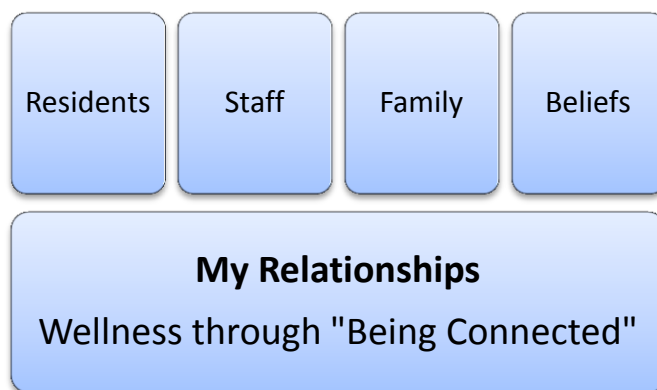 Residents
Staff
Family
Beliefs
My Relationships
Wellness through "Being Connected"